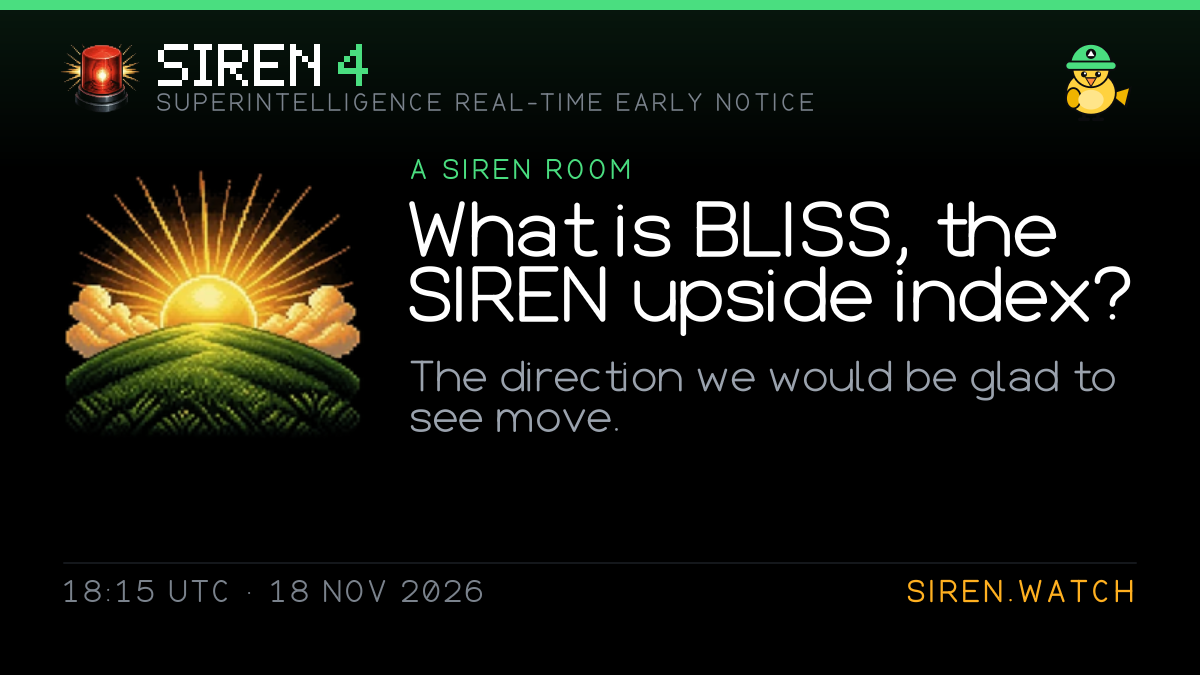 SIREN 4
SUPERINTELLIGENCE REAL-TIME EARLY NOTICE
A SIREN ROOM
What is BLISS, the
SIREN upside index?
The direction we would be glad to
see move.
18:15 UTC · 18 NOV 2026
SIREN.WATCH